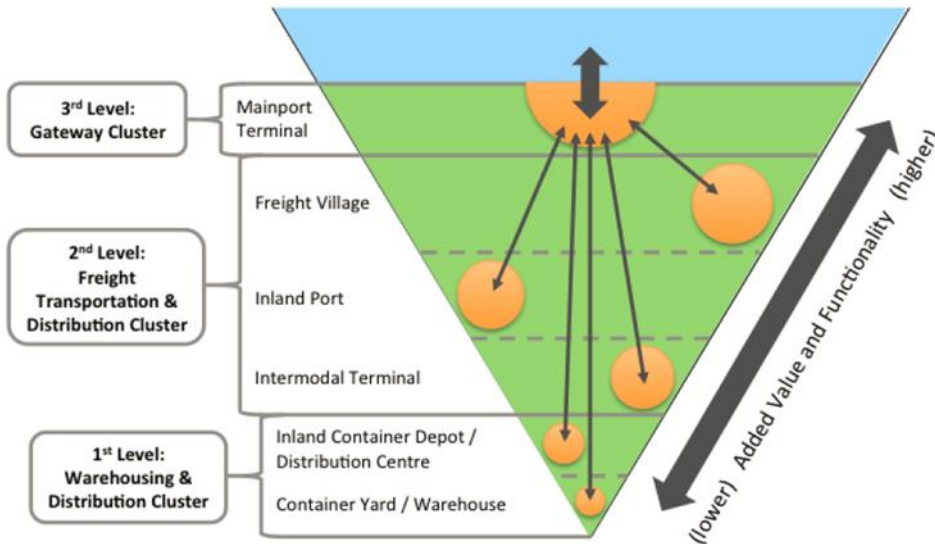 3rd Level:
Gateway Cluster
Mainport
Terminal
2nd Level:
Freight
Transportation &
Distribution Cluster
Freight Village
Inland Port
Intermodal Terminal
1st Level:
Warehousing &
Distribution Cluster
Inland Container Depot /
Distribution Centre
Container Yard / Warehouse
(lower) Added Value and Functionality (higher)